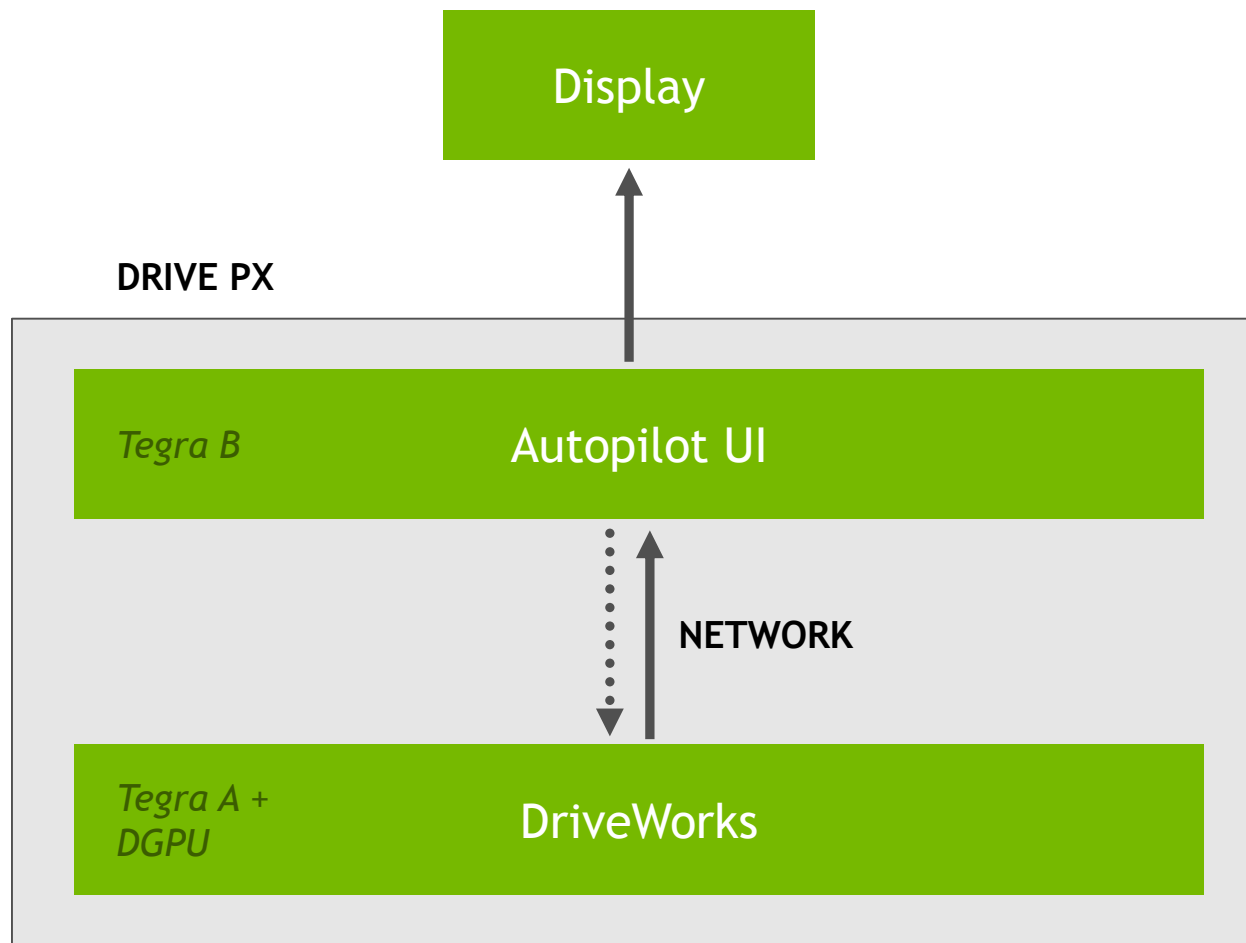 Display
DRIVE PX
Tegra B
Autopilot UI
NETWORK
Tegra A +
DGPU
DriveWorks